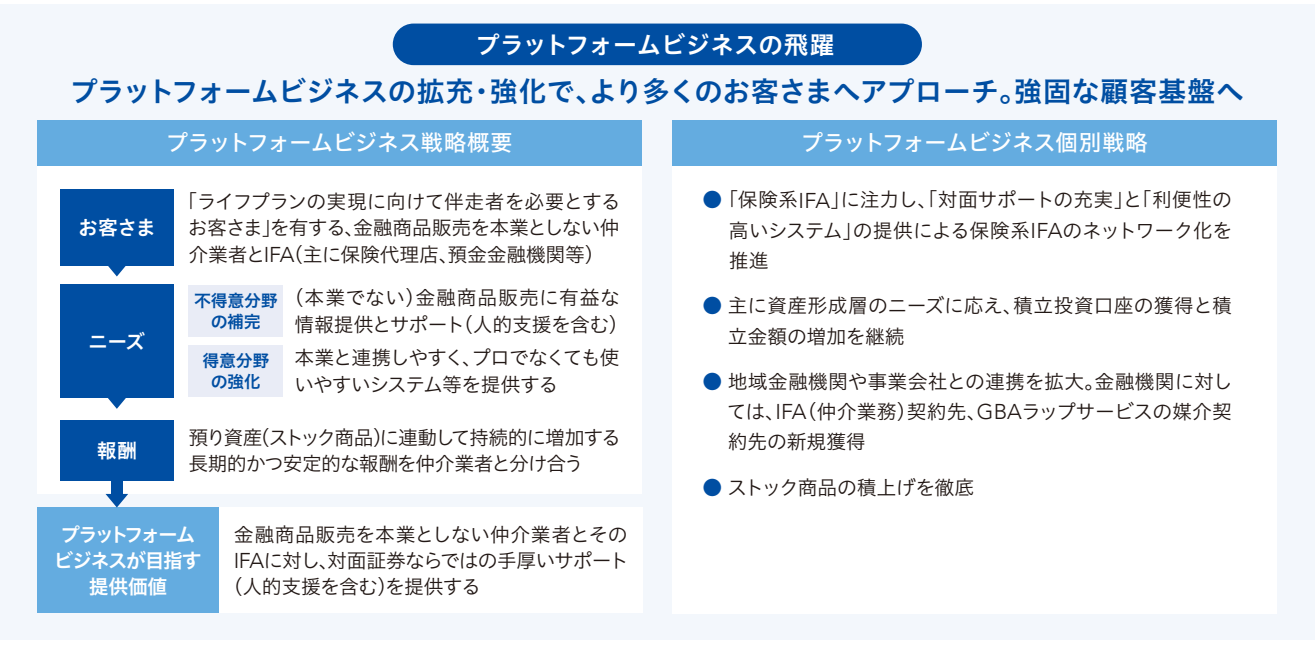 プラットフォームビジネスの飛躍
プラットフォームビジネスの拡充・強化で、より多くのお客さまへアプローチ。強固な顧客基盤へ
プラットフォームビジネス戦略概要
お客さま
「ライフプランの実現に向けて伴走者を必要とする
お客さま」を有する、金融商品販売を本業としない仲
介業者とIFA(主に保険代理店、預金金融機関等)
ニーズ
不得意分野
の補完
(本業でない)金融商品販売に有益な
情報提供とサポート(人的支援を含む)
得意分野
の強化
本業と連携しやすく、プロでなくても使
いやすいシステム等を提供する
報酬
預り資産(ストック商品)に連動して持続的に増加する
長期的かつ安定的な報酬を仲介業者と分け合う
プラットフォーム
ビジネスが目指す
提供価値
金融商品販売を本業としない仲介業者とその
IFAに対し、対面証券ならではの手厚いサポート
(人的支援を含む)を提供する
プラットフォームビジネス個別戦略
●「保険系IFA」に注力し、「対面サポートの充実」と「利便性の
高いシステム」の提供による保険系IFAのネットワーク化を
推進
● 主に資産形成層のニーズに応え、積立投資口座の獲得と積
立金額の増加を継続
● 地域金融機関や事業会社との連携を拡大。金融機関に対し
ては、IFA(仲介業務)契約先、GBAラップサービスの媒介契
約先の新規獲得
● ストック商品の積上げを徹底